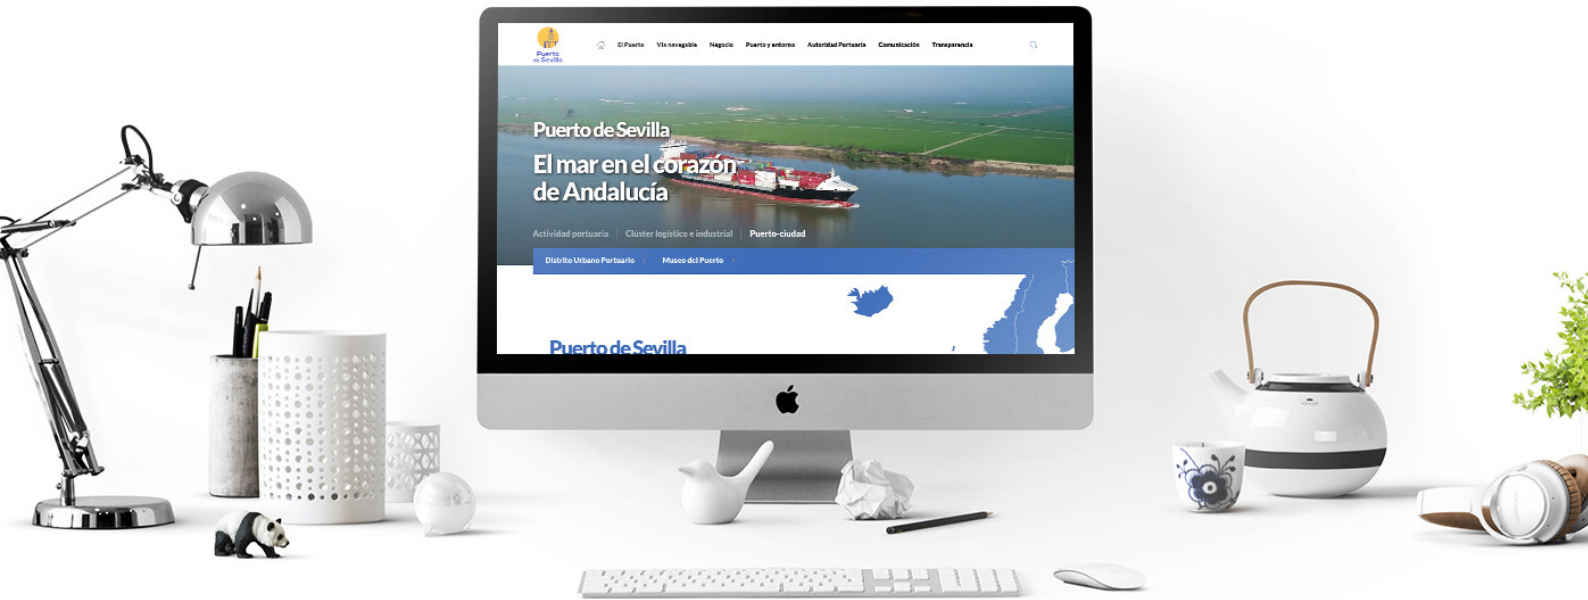 Puerto
de Sevilla
El Puerto Vía navegable Negocio Puerto y entorno Autoridad Portuaria Comunicación Transparencia
Puerto de Sevilla
El mar en el corazón
de Andalucía
Actividad portuaria Clúster logístico e industrial Puerto-ciudad
Distrito Urbano Portuario Museo del Puerto
Puerto de Sevilla